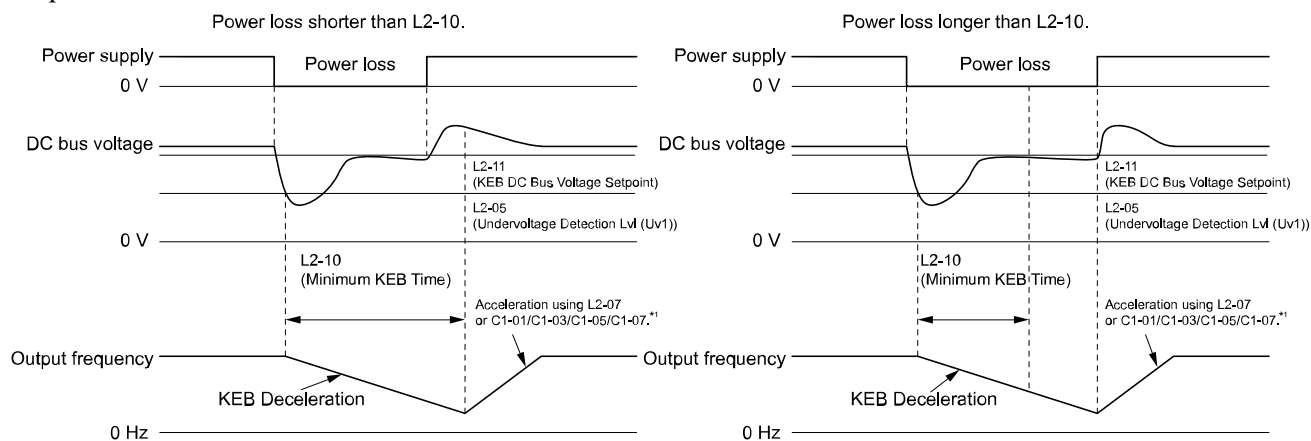 Power loss shorter than L2-10.
Power supply
Power loss
0 V
DC bus voltage
L2-11
(KEB DC Bus Voltage Setpoint)
L2-05
(Undervoltage Detection Lvl (Uv1))
0 V
L2-10
(Minimum KEB Time)
Acceleration using L2-07
or C1-01/C1-03/C1-05/C1-07.*1
Output frequency
KEB Deceleration
0 Hz
Power loss longer than L2-10.
Power supply
Power loss
0 V
DC bus voltage
L2-11
(KEB DC Bus Voltage Setpoint)
L2-05
(Undervoltage Detection Lvl (Uv1))
0 V
L2-10
(Minimum KEB Time)
Acceleration using L2-07
or C1-01/C1-03/C1-05/C1-07.*1
Output frequency
KEB Deceleration
0 Hz